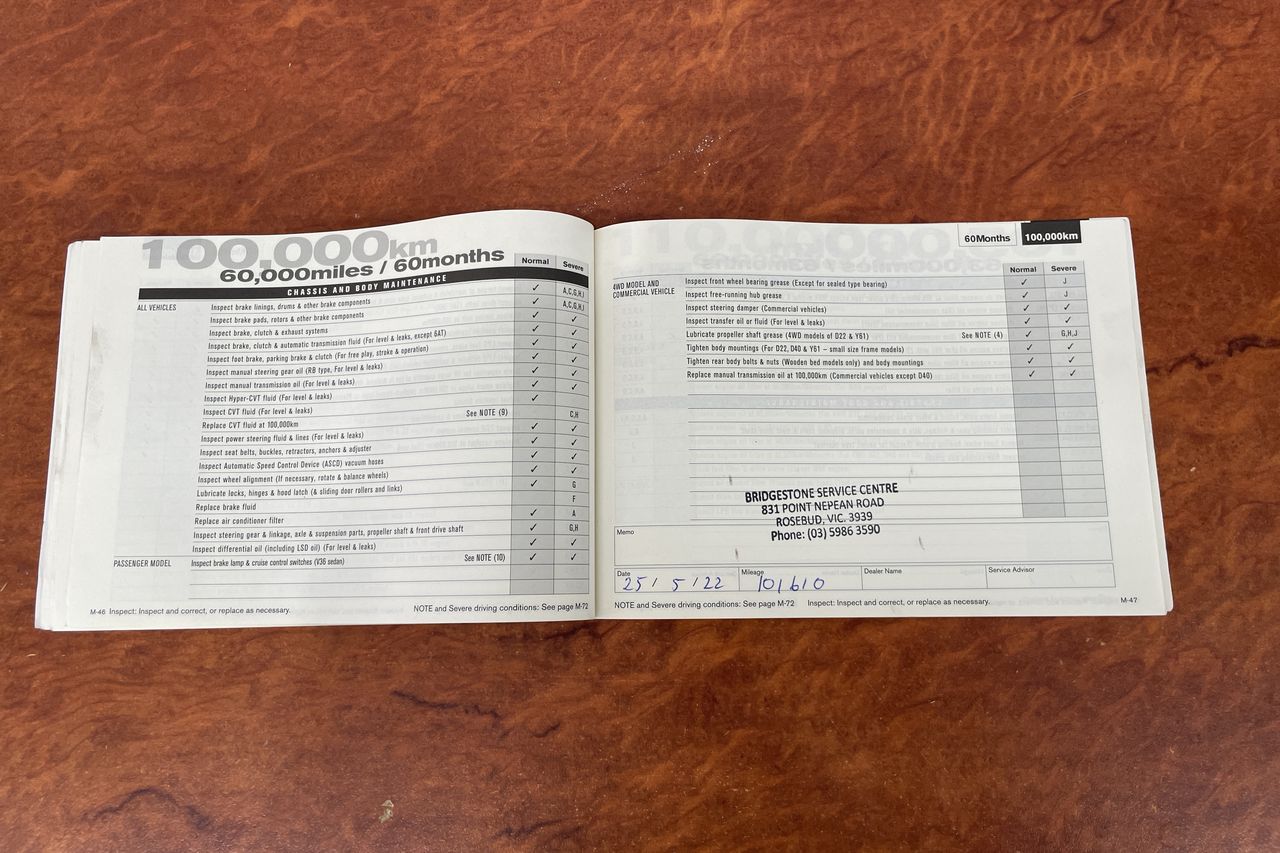 100,000km
60,000miles / 60months
Normal Severe
CHASSIS AND BODY MAINTENANCE
ALL VEHICLES
Inspect brake linings, drums & other brake components ✓ A,C,G,H,I
Inspect brake pads, rotors & other brake components ✓ A,C,G,H,I
Inspect brake, clutch & exhaust systems ✓ ✓
Inspect brake, clutch & automatic transmission fluid (For level & leaks, except 6AT) ✓ ✓
Inspect foot brake, parking brake & clutch (For free play, stroke & operation) ✓ ✓
Inspect manual steering gear oil (RB type, For level & leaks) ✓ ✓
Inspect manual transmission oil (For level & leaks) ✓ ✓
Inspect Hyper-CVT fluid (For level & leaks) ✓ ✓
Inspect CVT fluid (For level & leaks) ✓
Replace CVT fluid at 100,000km See NOTE (9) C,H
Inspect power steering fluid & lines (For level & leaks) ✓ ✓
Inspect seat belts, buckles, retractors, anchors & adjuster ✓ ✓
Inspect Automatic Speed Control Device (ASCD) vacuum hoses ✓ ✓
Inspect wheel alignment (If necessary, rotate & balance wheels) ✓ ✓
Lubricate locks, hinges & hood latch (& sliding door rollers and links) ✓ G
Replace brake fluid F
Replace air conditioner filter ✓ A
Inspect steering gear & linkage, axle & suspension parts, propeller shaft & front drive shaft ✓ G,H
Inspect differential oil (including LSD oil) (For level & leaks) ✓ ✓
PASSENGER MODEL Inspect brake lamp & cruise control switches (V36 sedan) See NOTE (10) ✓ ✓
M-46 Inspect: Inspect and correct, or replace as necessary. NOTE and Severe driving conditions: See page M-72
60Months 100,000km
Normal Severe
4WD MODEL AND
COMMERCIAL VEHICLE
Inspect front wheel bearing grease (Except for sealed type bearing) ✓ J
Inspect free-running hub grease ✓ J
Inspect steering damper (Commercial vehicles) ✓ ✓
Inspect transfer oil or fluid (For level & leaks) ✓ ✓
Lubricate propeller shaft grease (4WD models of D22 & Y61) See NOTE (4) ✓ G,H,J
Tighten body mountings (For D22, D40 & Y61 – small size frame models) ✓ ✓
Tighten rear body bolts & nuts (Wooden bed models only) and body mountings ✓ ✓
Replace manual transmission oil at 100,000km (Commercial vehicles except D40) ✓ ✓
BRIDGESTONE SERVICE CENTRE
831 POINT NEPEAN ROAD
ROSEBUD, VIC. 3939
Phone: (03) 5986 3590
Memo
Date Mileage Dealer Name Service Advisor
25/5/22 101610
NOTE and Severe driving conditions: See page M-72 Inspect: Inspect and correct, or replace as necessary. M-47